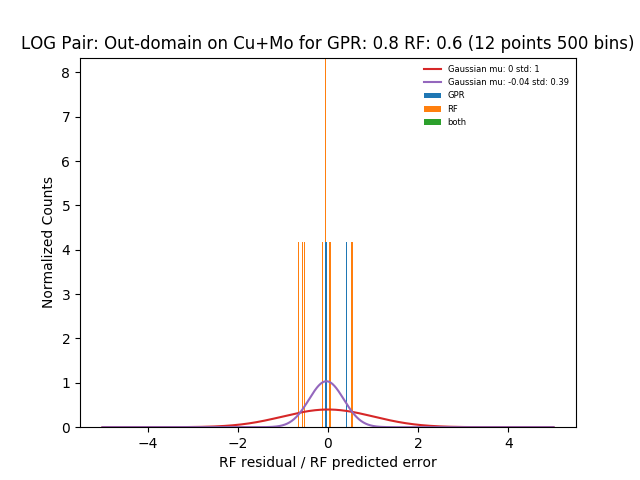 LOG Pair: Out-domain on Cu+Mo for GPR: 0.8 RF: 0.6 (12 points 500 bins)
Gaussian mu: 0 std: 1
Gaussian mu: -0.04 std: 0.39
GPR
RF
both
Normalized Counts
8
7
6
5
4
3
2
1
0
−4
−2
0
2
4
RF residual / RF predicted error